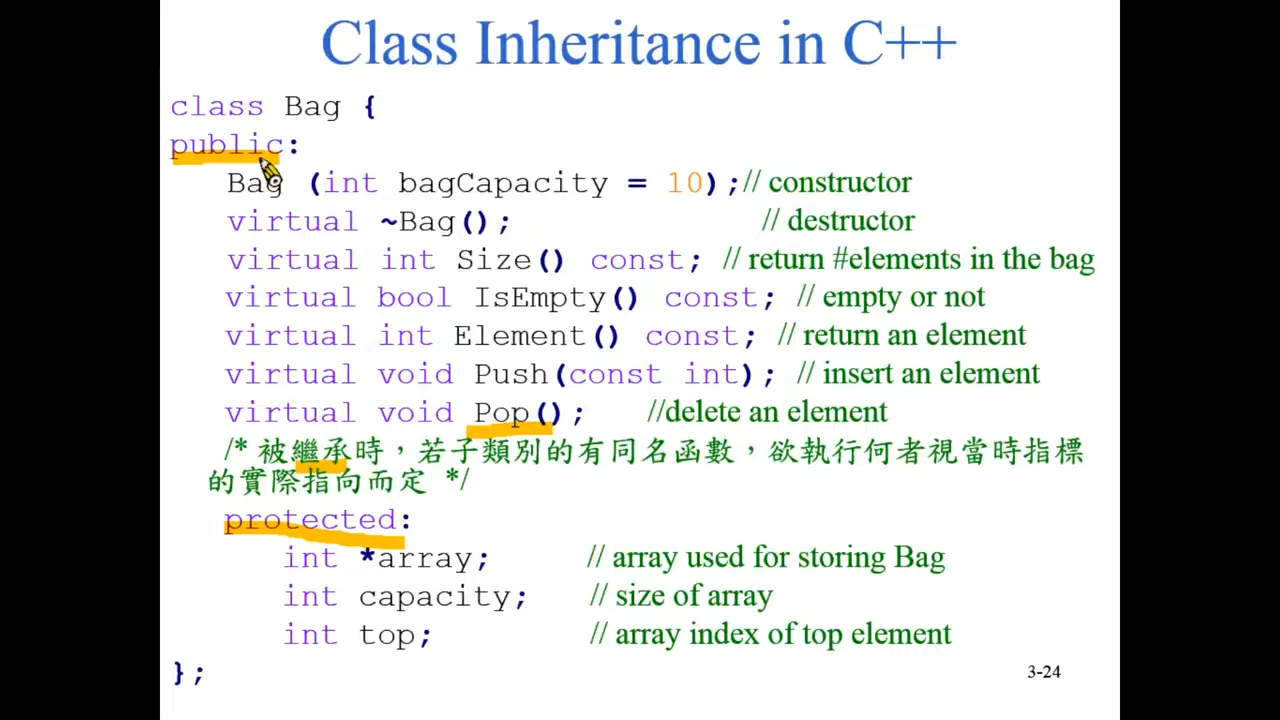 Class Inheritance in C++
class Bag {
public:
Bag (int bagCapacity = 10);// constructor
virtual ~Bag(); // destructor
virtual int Size() const; // return #elements in the bag
virtual bool IsEmpty() const; // empty or not
virtual int Element() const; // return an element
virtual void Push(const int); // insert an element
virtual void Pop(); //delete an element
/* 被繼承時，若子類別的有同名函數，欲執行何者視當時指標
的實際指向而定 */
protected:
int *array; // array used for storing Bag
int capacity; // size of array
int top; // array index of top element
};
3-24